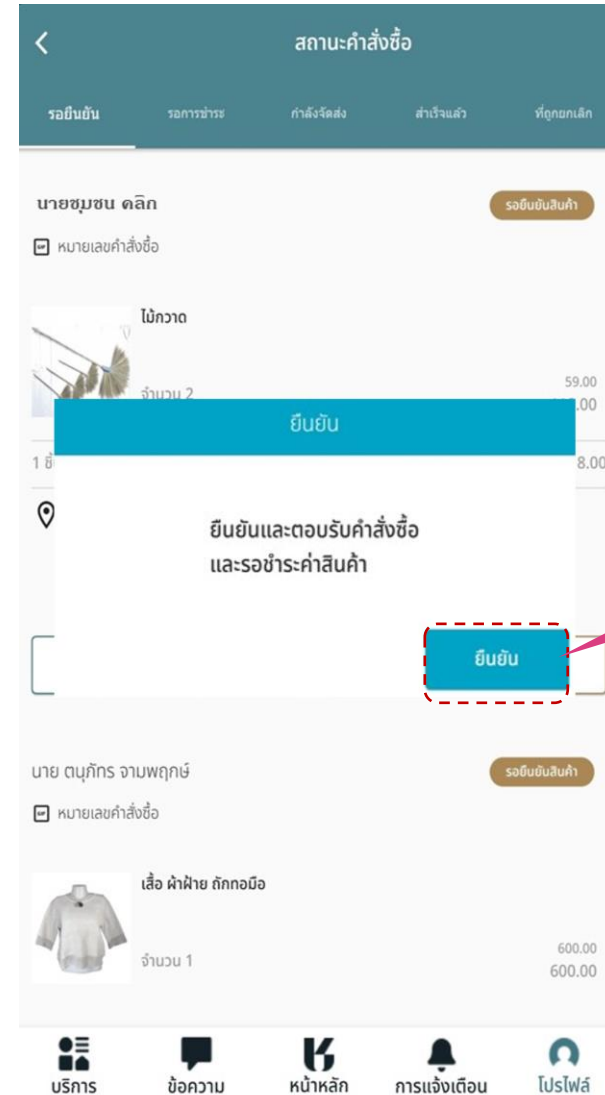 สถานะคำสั่งซื้อ
รอยืนยัน รอการชำระ กำลังจัดส่ง สำเร็จแล้ว ที่ถูกยกเลิก
นายชุมชน คลิก รอยืนยันสินค้า
หมายเลขคำสั่งซื้อ
ไม้กวาด
จำนวน 2 59.00
.00
ยืนยัน
1 ชิ้ 8.00
ยืนยันและตอบรับคำสั่งซื้อ
และรอชำระค่าสินค้า
ยืนยัน
นาย ตนุภัทร จามพฤกษ์ รอยืนยันสินค้า
หมายเลขคำสั่งซื้อ
เสื้อ ผ้าฝ้าย ถักทอมือ
จำนวน 1 600.00
600.00
บริการ ข้อความ หน้าหลัก การแจ้งเตือน โปรไฟล์